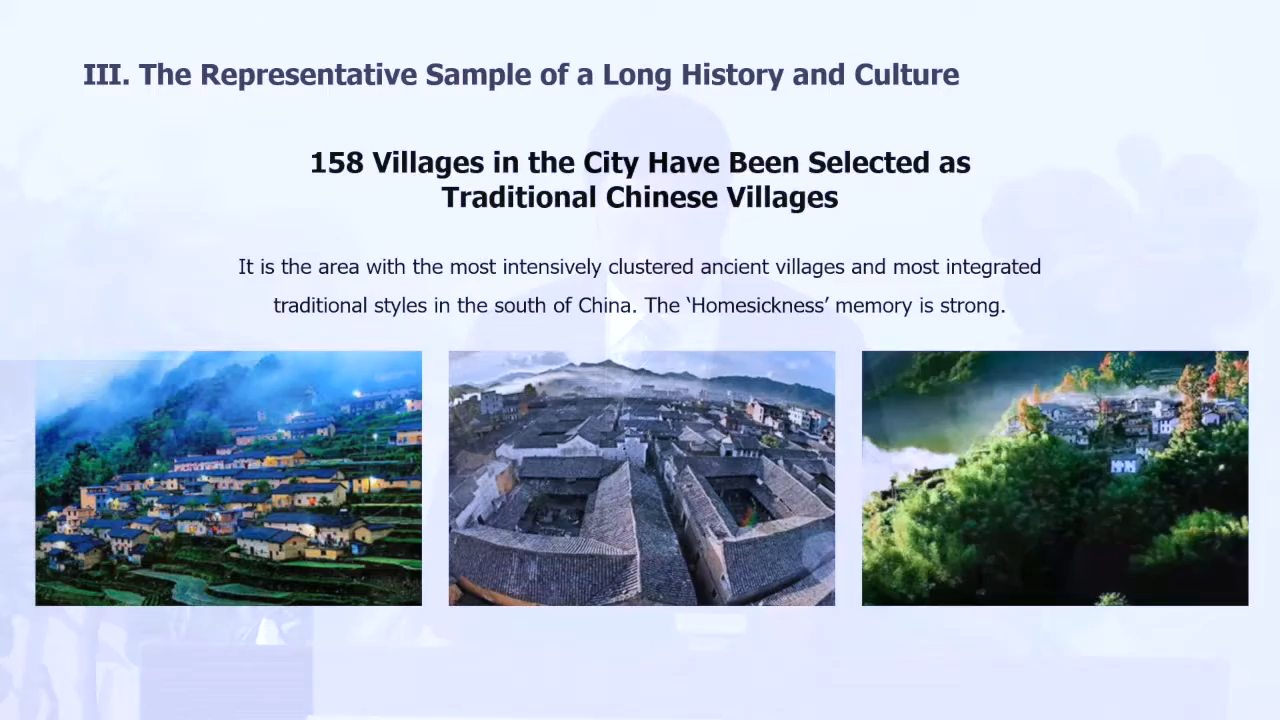 III. The Representative Sample of a Long History and Culture
158 Villages in the City Have Been Selected as
Traditional Chinese Villages
It is the area with the most intensively clustered ancient villages and most integrated
traditional styles in the south of China. The ‘Homesickness’ memory is strong.